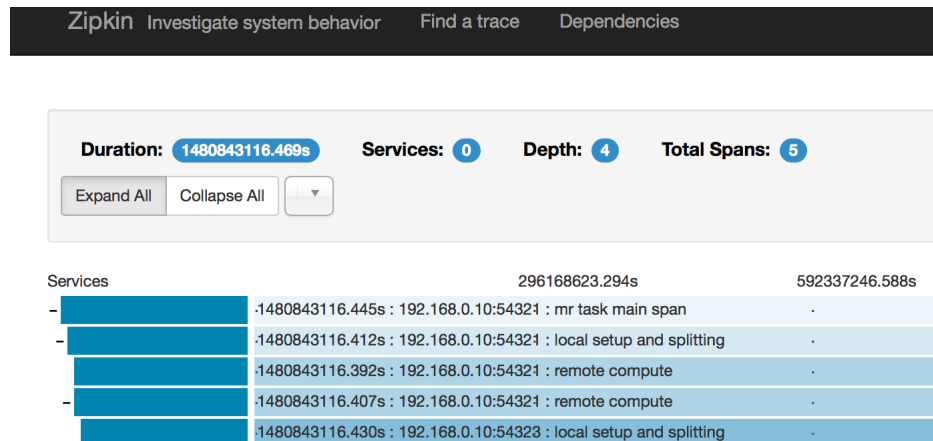 Zipkin Investigate system behavior Find a trace Dependencies
Duration: 1480843116.469s Services: 0 Depth: 4 Total Spans: 5
Expand All Collapse All
Services 296168623.294s 592337246.588s
-1480843116.445s : 192.168.0.10:54321 : mr task main span
-1480843116.412s : 192.168.0.10:54321 : local setup and splitting
-1480843116.392s : 192.168.0.10:54321 : remote compute
-1480843116.407s : 192.168.0.10:54321 : remote compute
-1480843116.430s : 192.168.0.10:54323 : local setup and splitting